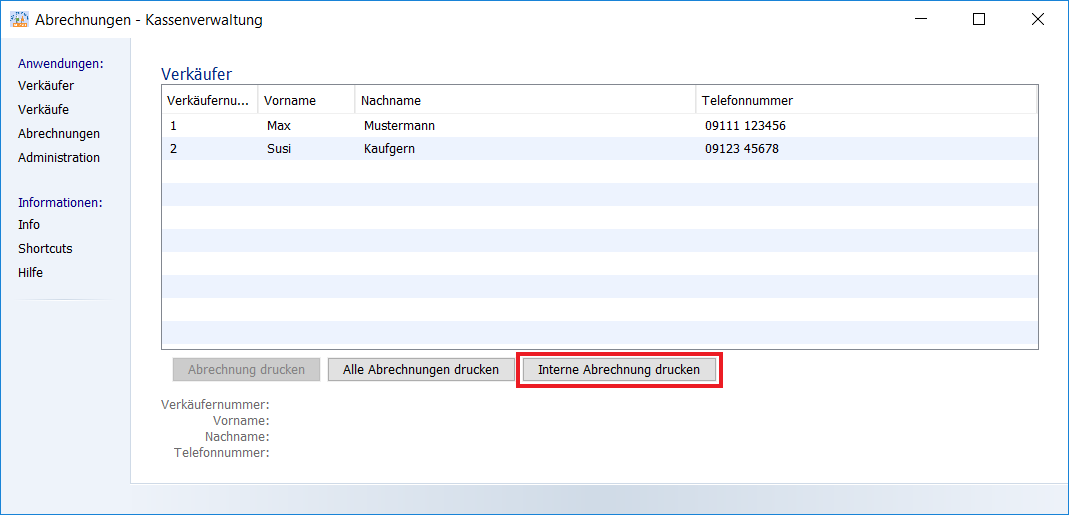 Abrechnungen - Kassenverwaltung
Anwendungen:
Verkäufer
Verkäufe
Abrechnungen
Administration
Informationen:
Info
Shortcuts
Hilfe
Verkäufer
Verkäufernu... Vorname Nachname Telefonnummer
1 Max Mustermann 09111 123456
2 Susi Kaufgern 09123 45678
Abrechnung drucken Alle Abrechnungen drucken Interne Abrechnung drucken
Verkäufernummer:
Vorname:
Nachname:
Telefonnummer: